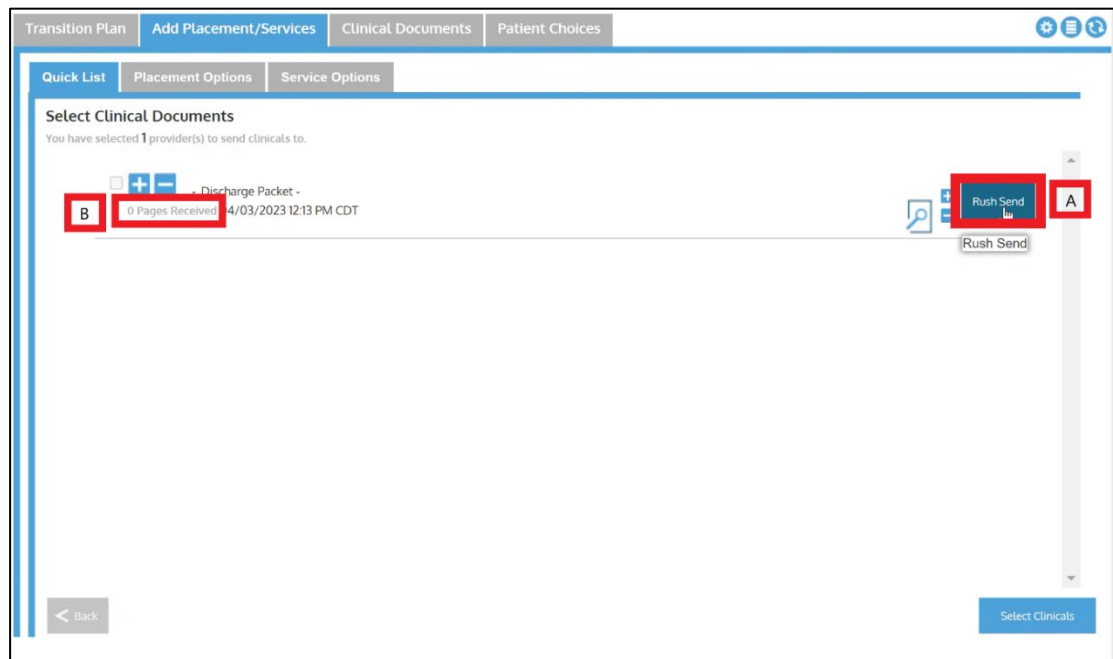 Transition Plan Add Placement/Services Clinical Documents Patient Choices
Quick List Placement Options Service Options
Select Clinical Documents
You have selected 1 provider(s) to send clinicals to.
- Discharge Packet -
B 0 Pages Received 04/03/2023 12:13 PM CDT
Rush Send A
Rush Send
< Back Select Clinicals